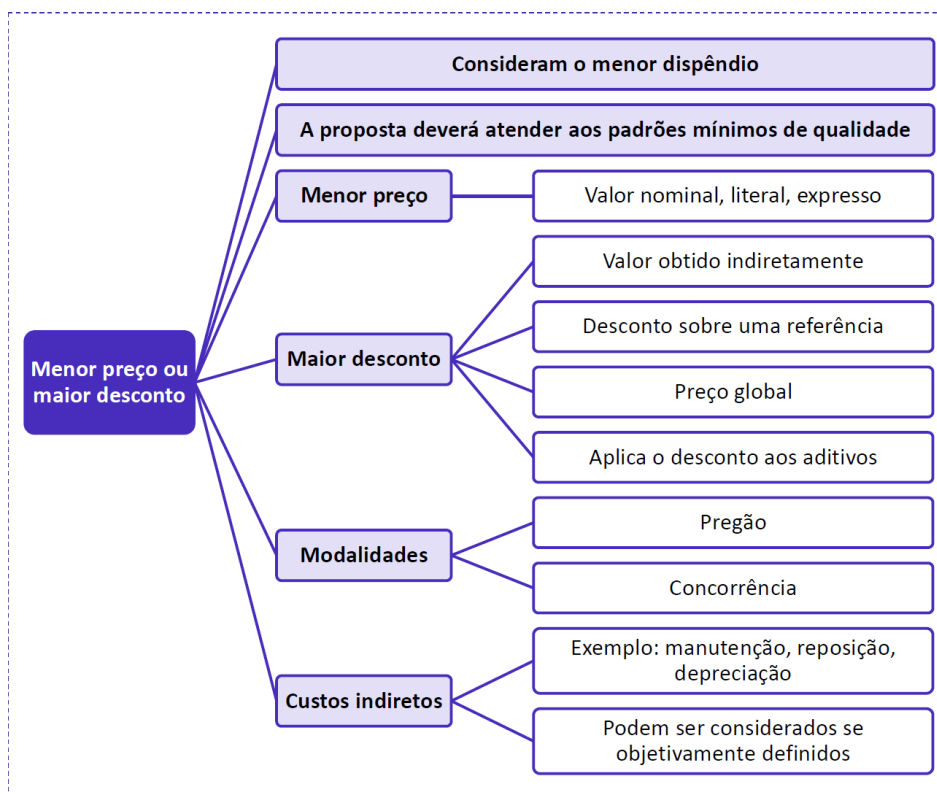 Consideram o menor dispêndio
A proposta deverá atender aos padrões mínimos de qualidade
Menor preço
Valor nominal, literal, expresso
Valor obtido indiretamente
Desconto sobre uma referência
Menor preço ou
maior desconto
Maior desconto
Preço global
Aplica o desconto aos aditivos
Modalidades
Pregão
Concorrência
Custos indiretos
Exemplo: manutenção, reposição,
depreciação
Podem ser considerados se
objetivamente definidos